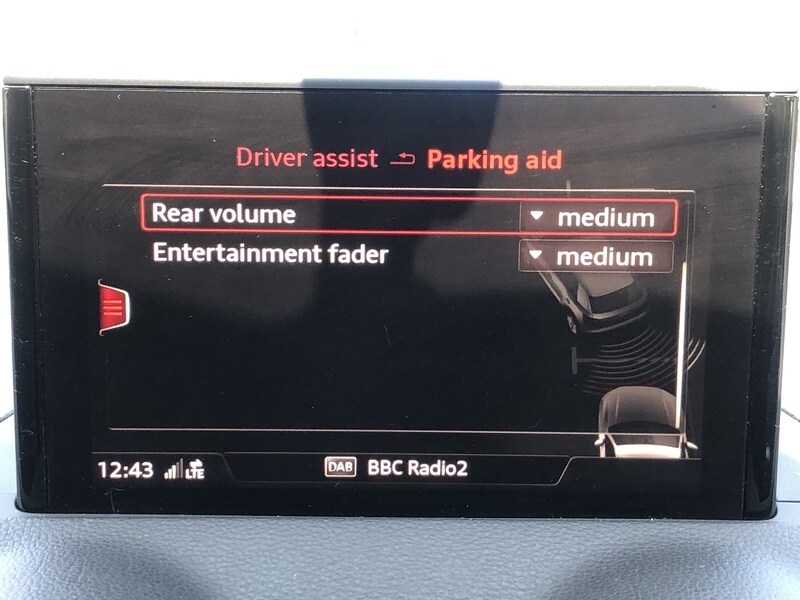 Driver assist Parking aid
Rear volume medium
Entertainment fader medium
12:43 LTE DAB BBC Radio2